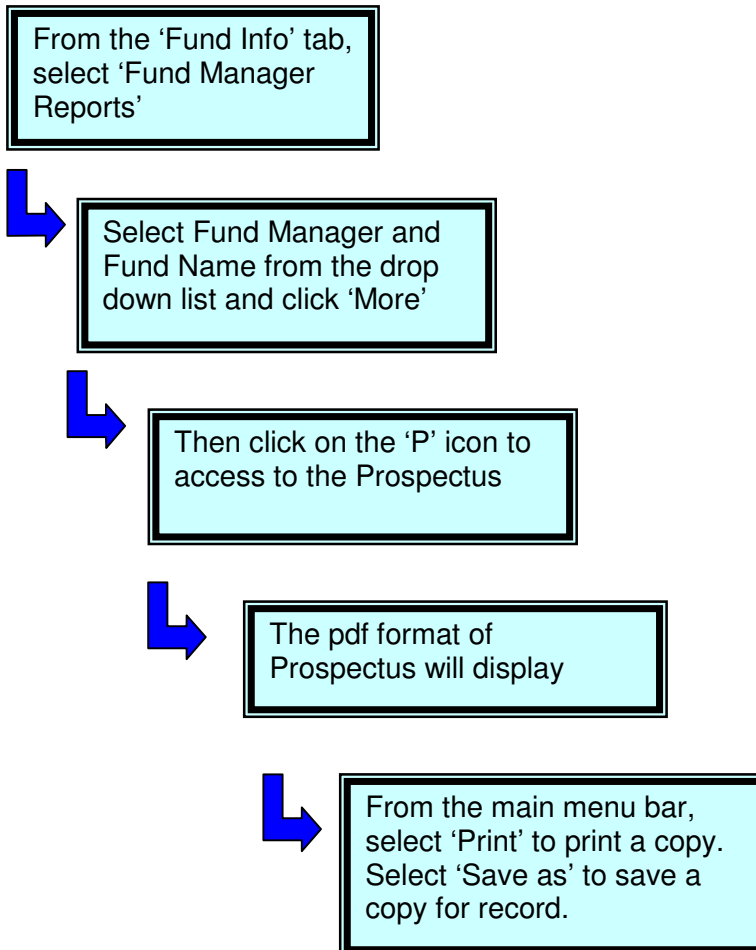 From the ‘Fund Info’ tab,
select ‘Fund Manager
Reports’
Select Fund Manager and
Fund Name from the drop
down list and click ‘More’
Then click on the ‘P’ icon to
access to the Prospectus
The pdf format of
Prospectus will display
From the main menu bar,
select ‘Print’ to print a copy.
Select ‘Save as’ to save a
copy for record.